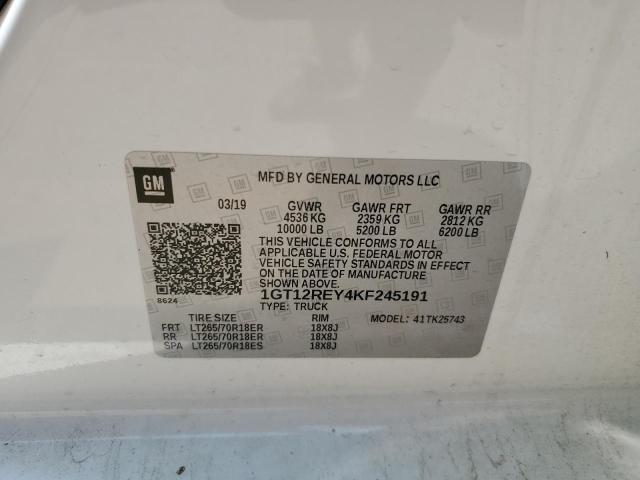 GM
MFD BY GENERAL MOTORS LLC
03/19 GVWR GAWR FRT GAWR RR
4536 KG 2359 KG 2812 KG
10000 LB 5200 LB 6200 LB
THIS VEHICLE CONFORMS TO ALL
APPLICABLE U.S. FEDERAL MOTOR
VEHICLE SAFETY STANDARDS IN EFFECT
ON THE DATE OF MANUFACTURE
SHOWN ABOVE.
8624
1GT12REY4KF245191
TYPE: TRUCK
TIRE SIZE RIM MODEL: 41TK25743
FRT LT265/70R18ER 18X8J
RR LT265/70R18ER 18X8J
SPA LT265/70R18ES 18X8J